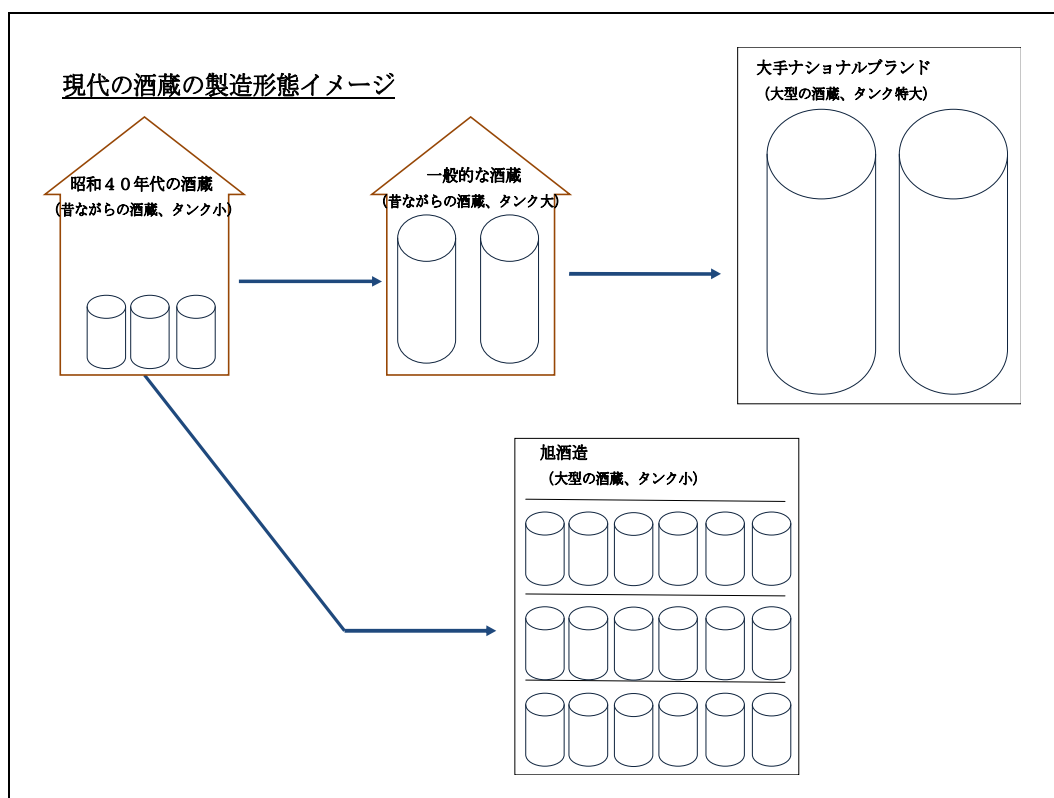 現代の酒蔵の製造形態イメージ
昭和４０年代の酒蔵
(昔ながらの酒蔵、タンク小)
一般的な酒蔵
(昔ながらの酒蔵、タンク大)
大手ナショナルブランド
(大型の酒蔵、タンク特大)
旭酒造
(大型の酒蔵、タンク小)